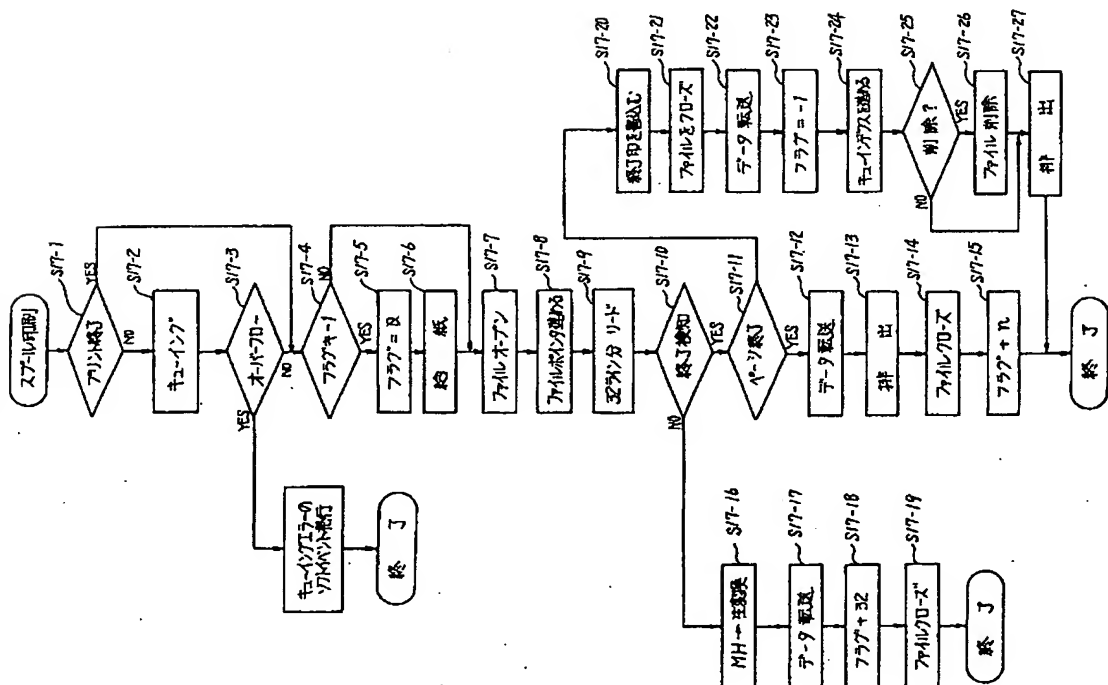 スプール印刷
S17-1
プリント終了
YES
NO
S17-2
キューイング
S17-3
オーバーフロー
YES
NO
キューイングエラーの
ソフトイベント発行
終了
S17-4
フラグキー1
NO
YES
S17-5
S17-6
給紙
S17-7
ファイルオープン
S17-8
ファイルポインタ進める
S17-9
32ライン分リード
S17-10
終了検知
NO
YES
S17-11
ページ終了
YES
S17-12
データ転送
S17-13
排出
S17-14
ファイルクローズ
S17-15
フラグ+n
終了
S17-16
MH→生変換
S17-17
データ転送
S17-18
フラグ+32
S17-19
ファイルクローズ
終了
S17-20
終了印を書込む
S17-21
ファイルをクローズ
S17-22
データ転送
S17-23
フラグ=-1
S17-24
キューインデクスを進める
S17-25
削除?
NO
YES
S17-26
ファイル削除
S17-27
排出